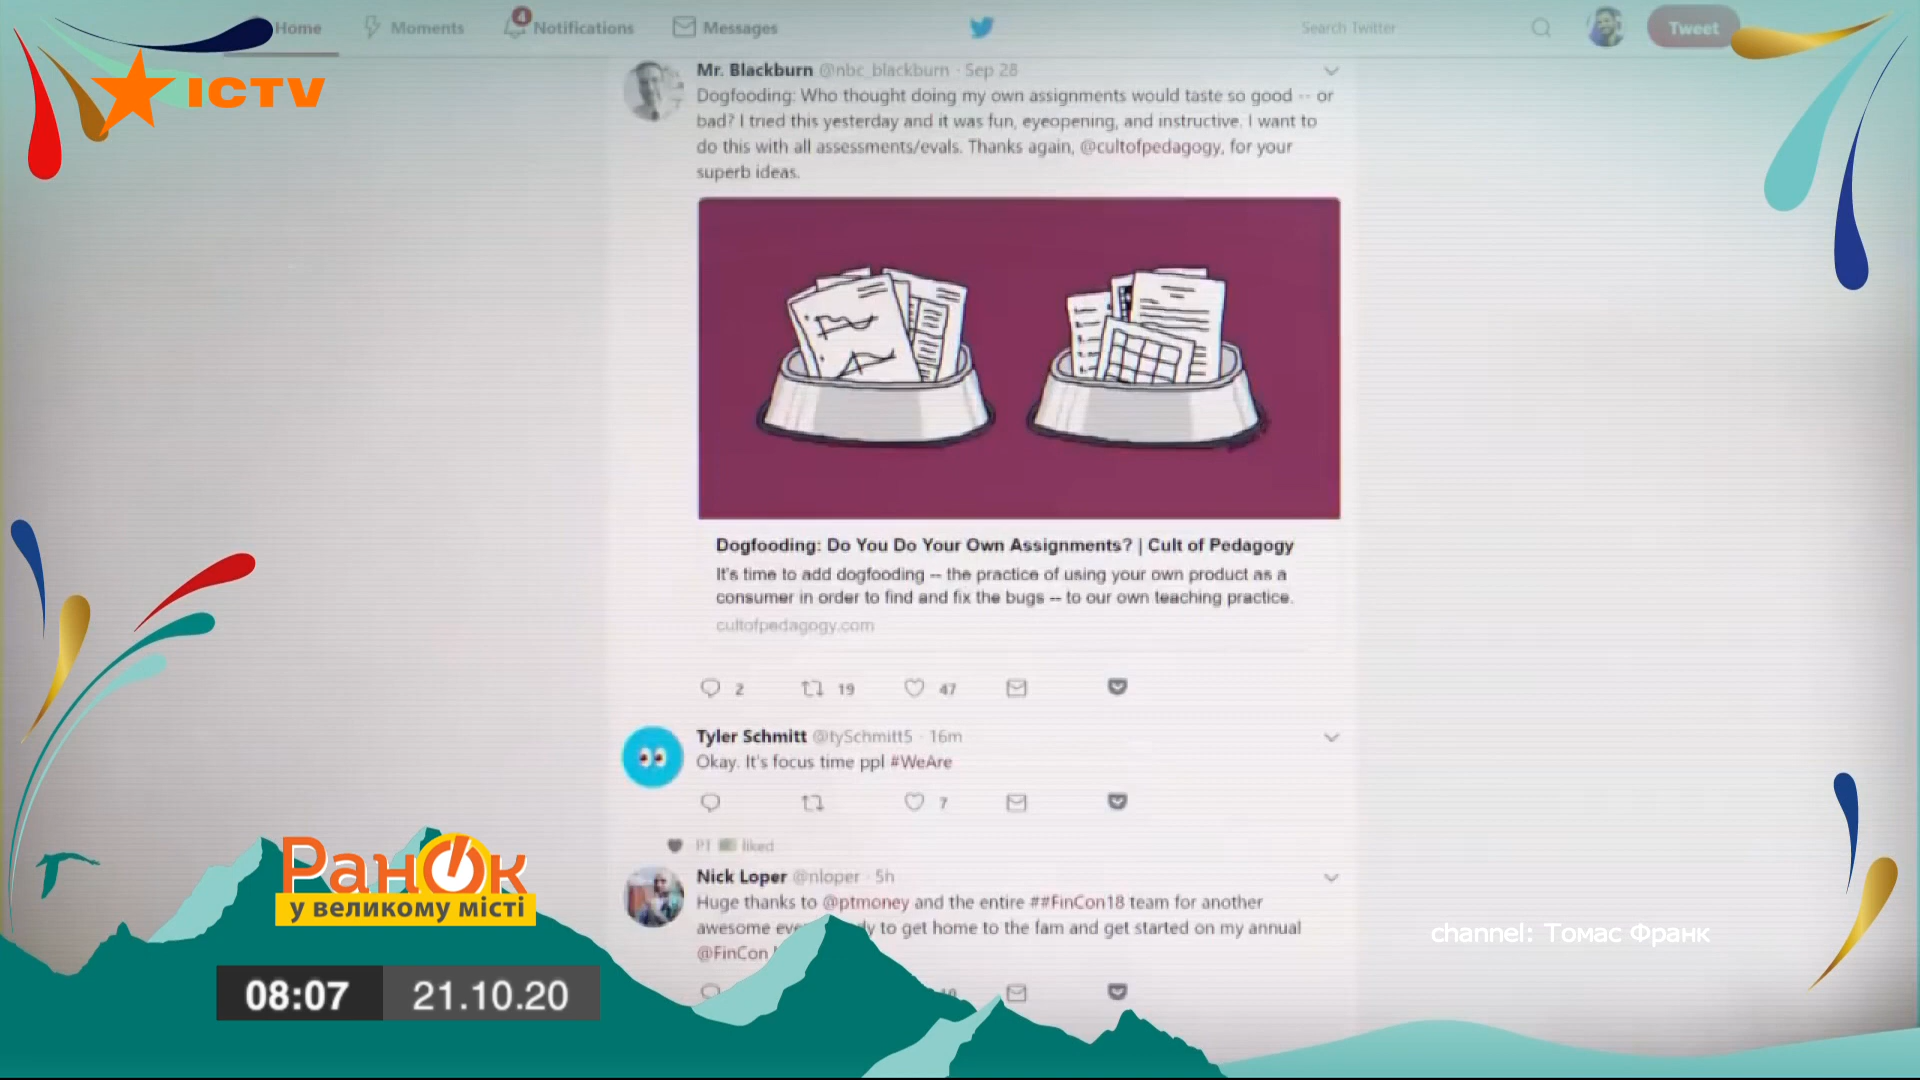 Home Moments 4 Notifications Messages Search Twitter Tweet
ICTV
Mr. Blackburn @nbc_blackburn · Sep 28
Dogfooding: Who thought doing my own assignments would taste so good -- or
bad? I tried this yesterday and it was fun, eyeopening, and instructive. I want to
do this with all assessments/evals. Thanks again, @cultofpedagogy, for your
superb ideas.
Dogfooding: Do You Do Your Own Assignments? | Cult of Pedagogy
It's time to add dogfooding -- the practice of using your own product as a
consumer in order to find and fix the bugs -- to our own teaching practice.
cultofpedagogy.com
2 19 47
Tyler Schmitt @tySchmitt5 · 16m
Okay. It's focus time ppl #WeAre
7
PT liked
Nick Loper @nloper · 5h
Huge thanks to @ptmoney and the entire ##FinCon18 team for another
awesome to get home to the fam and get started on my annual
@FinCon
Ранок
у великому місті
channel: Томас Франк
08:07 21.10.20